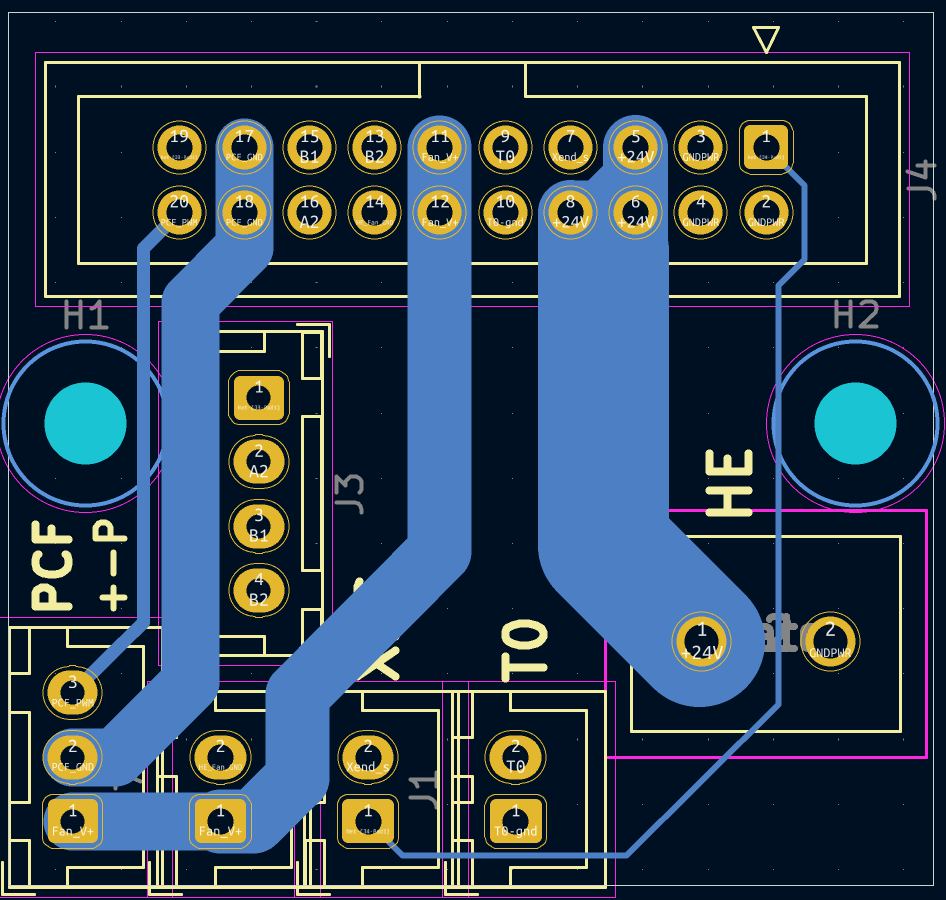 19 17 15 13 11 9 7 5 3 1
PCF_GND B1 B2 Fan_V+ T0 Xend_s +24V GNDPWR
J4
20 18 16 14 12 10 8 6 4 2
PCF_PWM PCF_GND A2 HE_Fan_GND Fan_V+ T0-gnd +24V +24V GNDPWR GNDPWR
H1
H2
1
2
A2
3
B1
4
B2
J3
HE
PCF
+-P
T0
1
+24V
2
GNDPWR
3
PCF_PWM
2
PCF_GND
2
HE_Fan_GND
2
Xend_s
2
T0
J1
1
Fan_V+
1
Fan_V+
1
1
T0-gnd